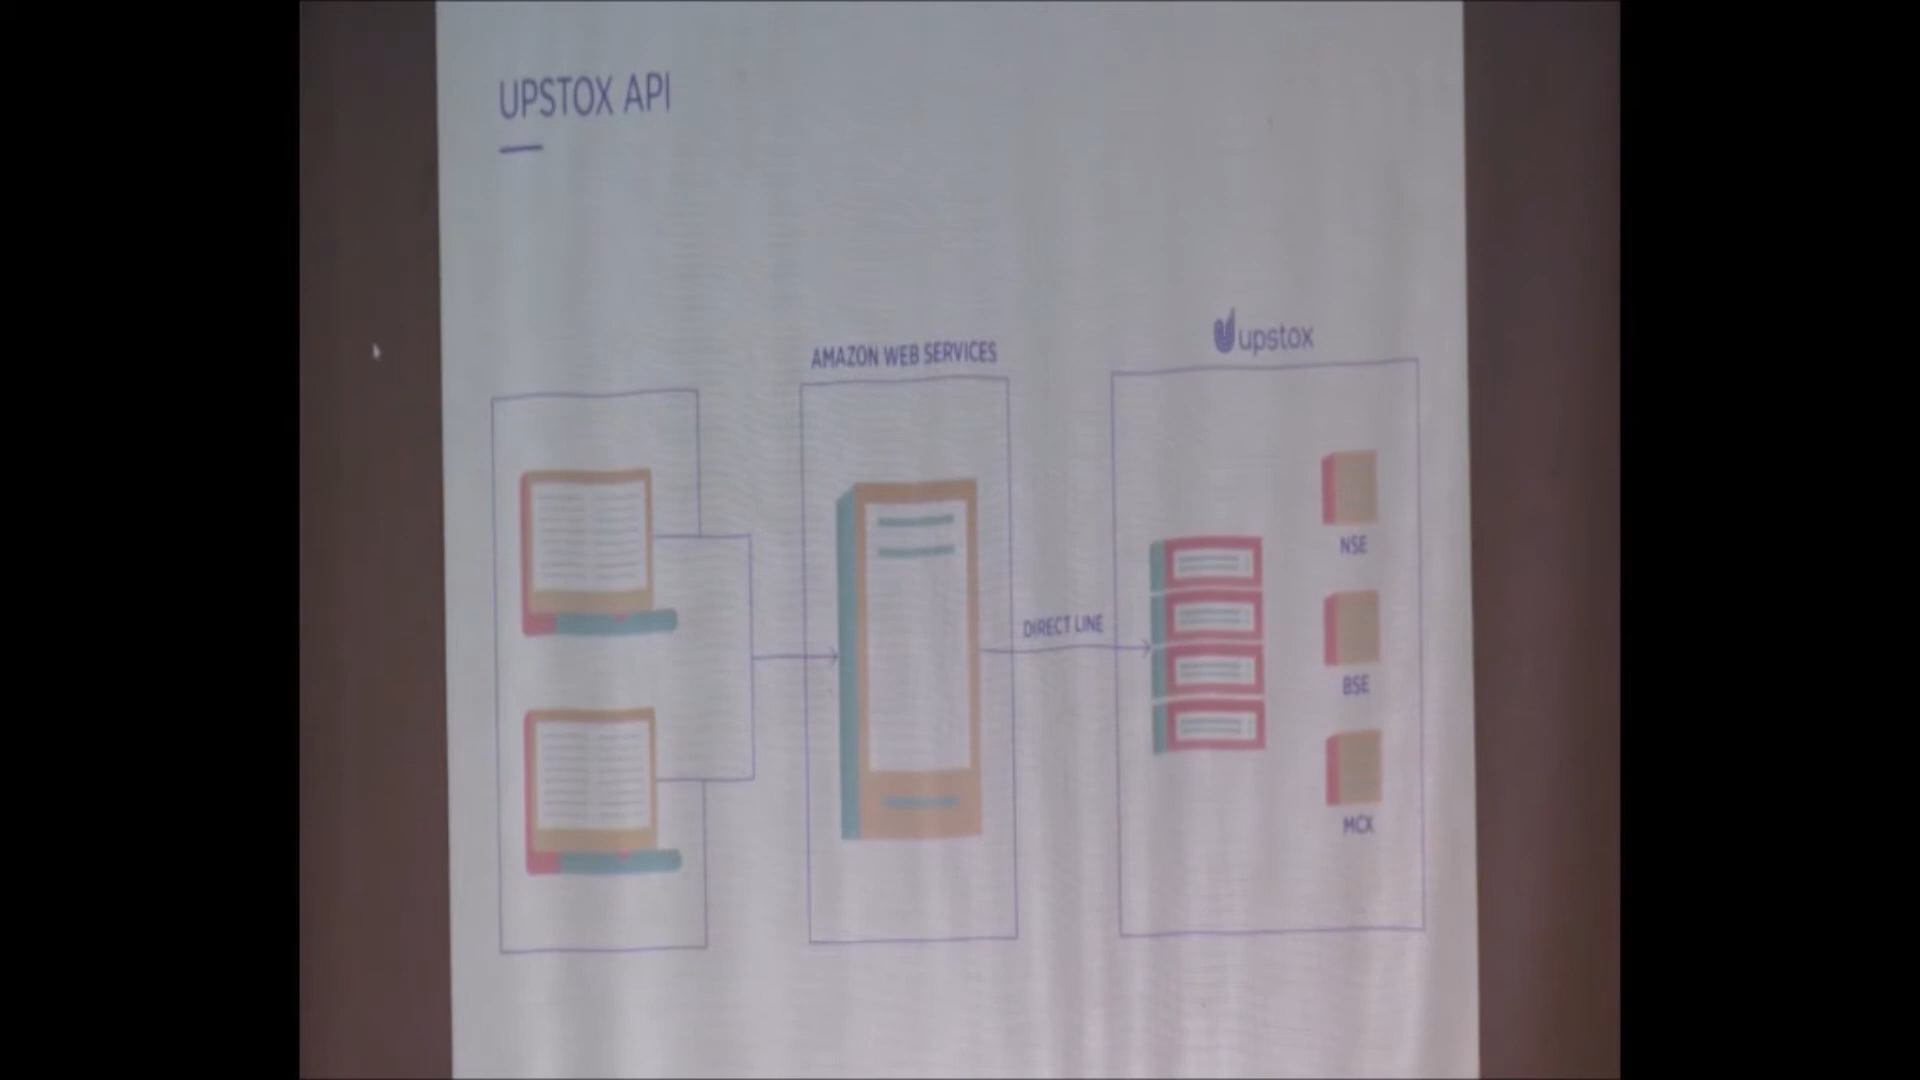 UPSTOX API
AMAZON WEB SERVICES
upstox
DIRECT LINE
NSE
BSE
MCX